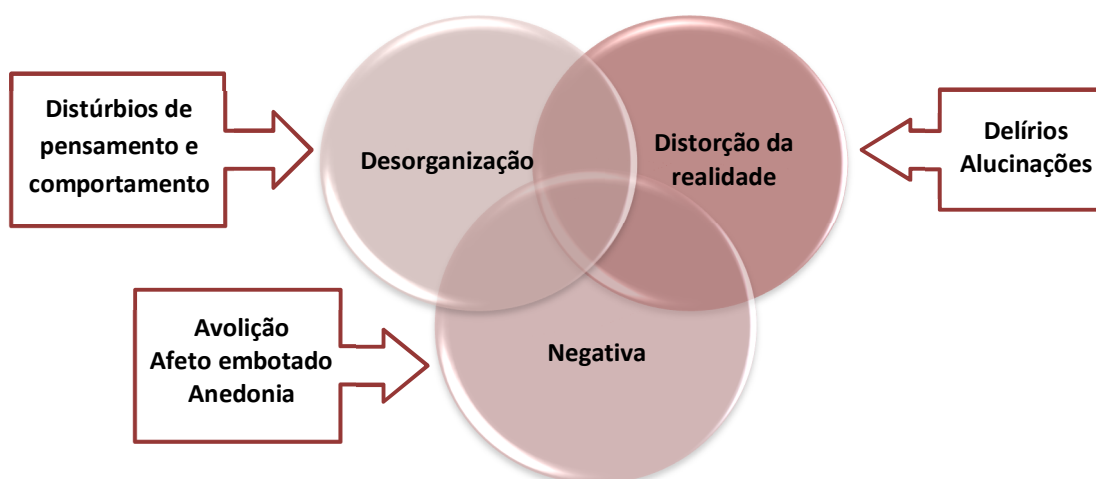 Distúrbios de
pensamento e
comportamento
Desorganização
Distorção da
realidade
Delírios
Alucinações
Avolição
Afeto embotado
Anedonia
Negativa